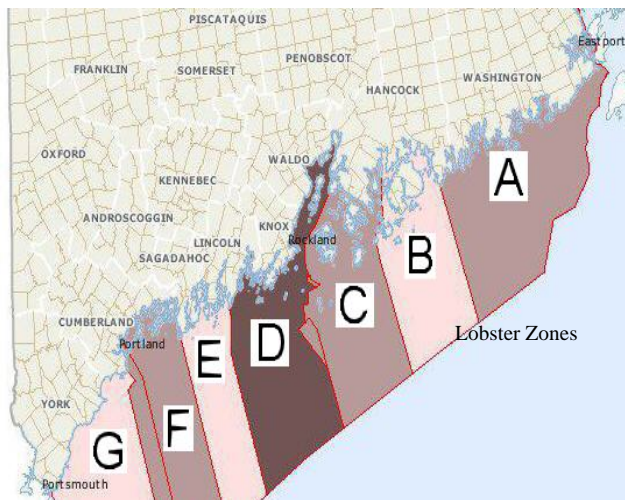 PISCATAQUIS
Eastport
PENOBSCOT
FRANKLIN
SOMERSET
WASHINGTON
HANCOCK
OXFORD
WALDO
KENNEBEC
A
ANDROSCOGGIN
KNOX
LINCOLN
Rockland
B
SAGADAHOC
C
CUMBERLAND
Lobster Zones
Portland
E
D
YORK
F
G
Portsmouth